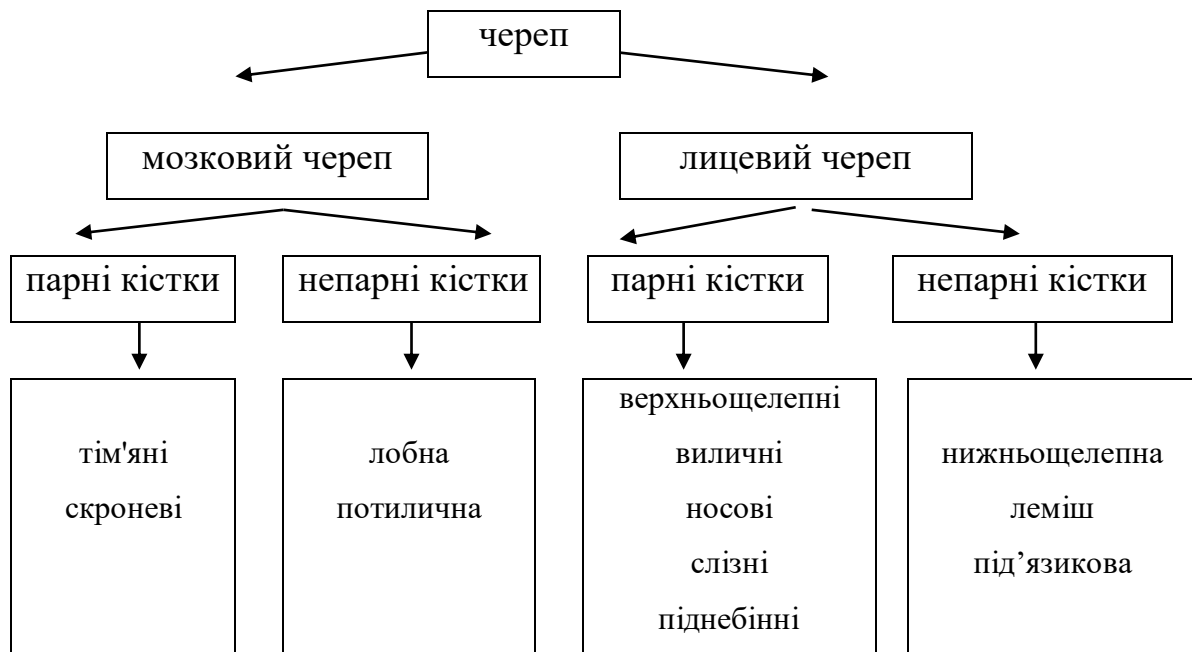 череп
мозковий череп
лицевий череп
парні кістки
непарні кістки
парні кістки
непарні кістки
тім'яні
скроневі
лобна
потилична
верхньощелепні
виличні
носові
слізні
піднебінні
нижньощелепна
леміш
під’язикова